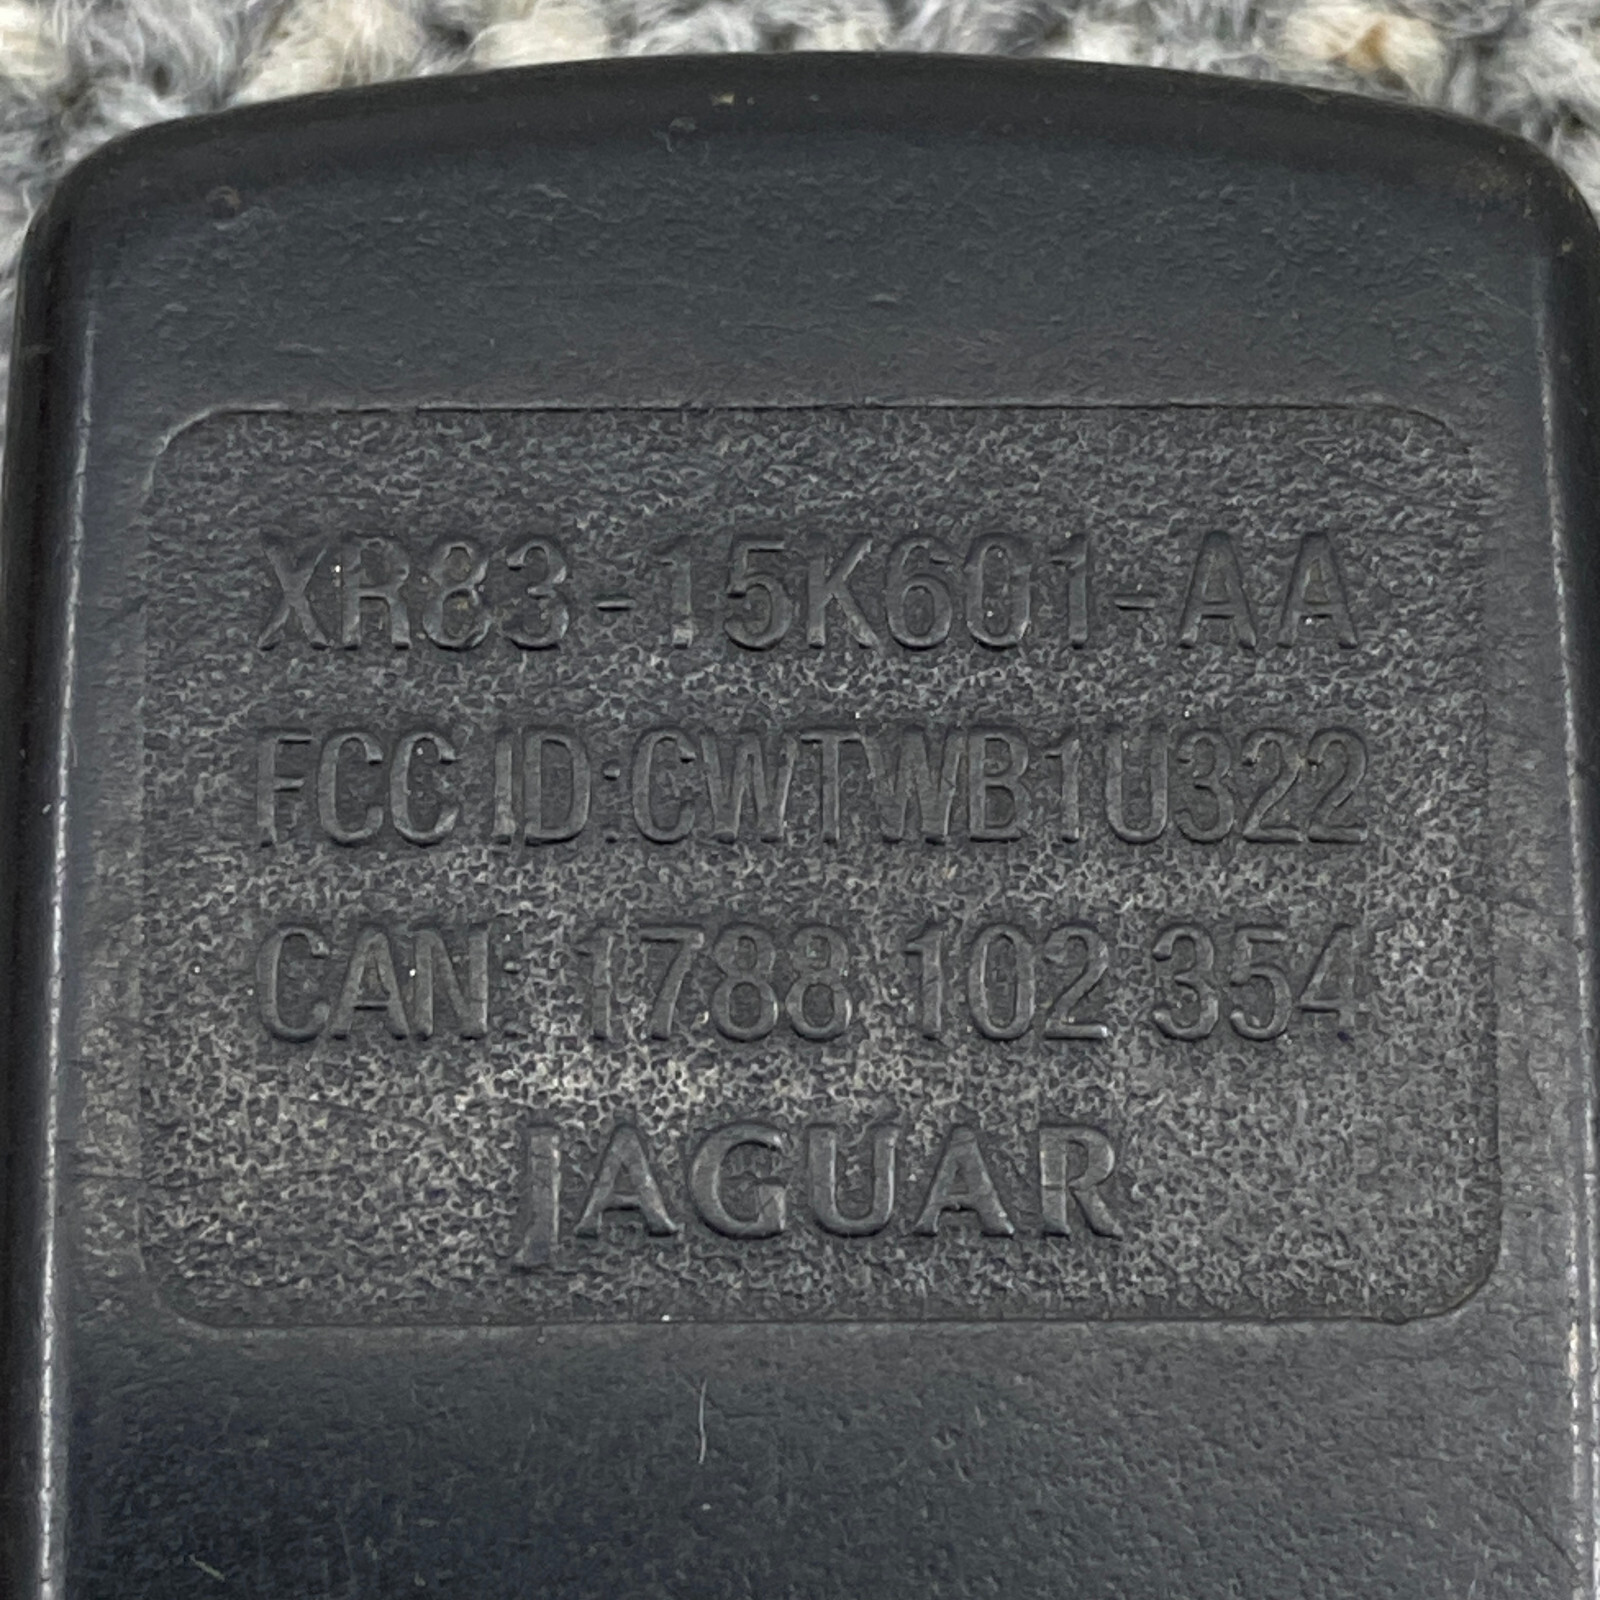 XR83-15K601-AA
FCC ID:CWTWB1U322
CAN: 1788 102 354
JAGUAR